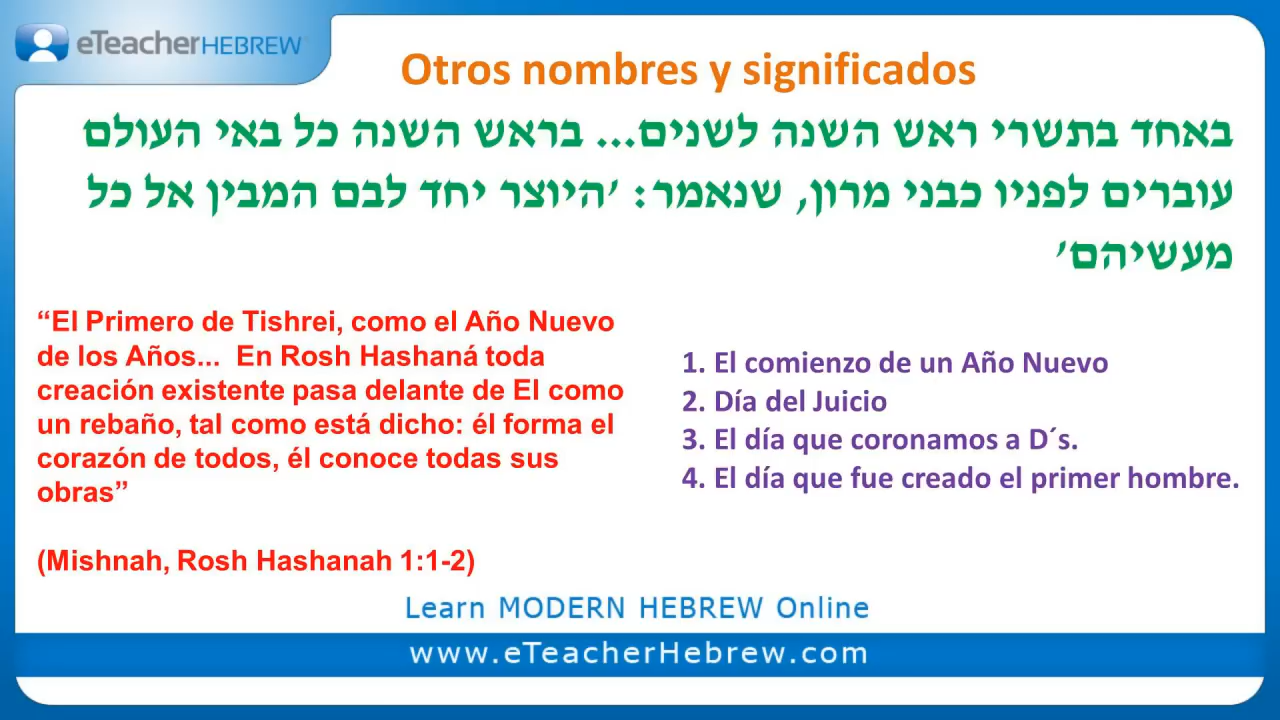 eTeacherHEBREW
Otros nombres y significados
באחד בתשרי ראש השנה לשנים... בראש השנה כל באי העולם
עוברים לפניו כבני מרון, שנאמר: 'היוצר יחד לבם המבין אל כל
מעשיהם'
“El Primero de Tishrei, como el Año Nuevo
de los Años... En Rosh Hashaná toda
creación existente pasa delante de El como
un rebaño, tal como está dicho: él forma el
corazón de todos, él conoce todas sus
obras”
(Mishnah, Rosh Hashanah 1:1-2)
1. El comienzo de un Año Nuevo
2. Día del Juicio
3. El día que coronamos a D´s.
4. El día que fue creado el primer hombre.
Learn MODERN HEBREW Online
www.eTeacherHebrew.com